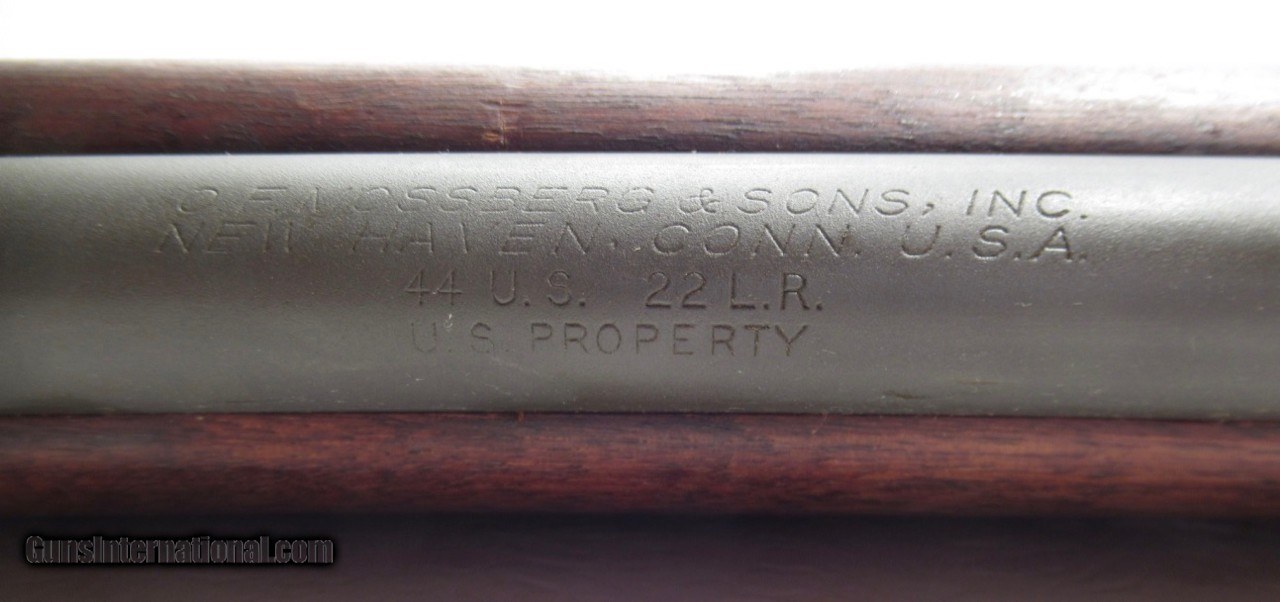 O.F. MOSSBERG & SONS, INC.
NEW HAVEN, CONN. U.S.A.
44 U.S. 22 L.R.
U.S. PROPERTY
GunsInternational.com